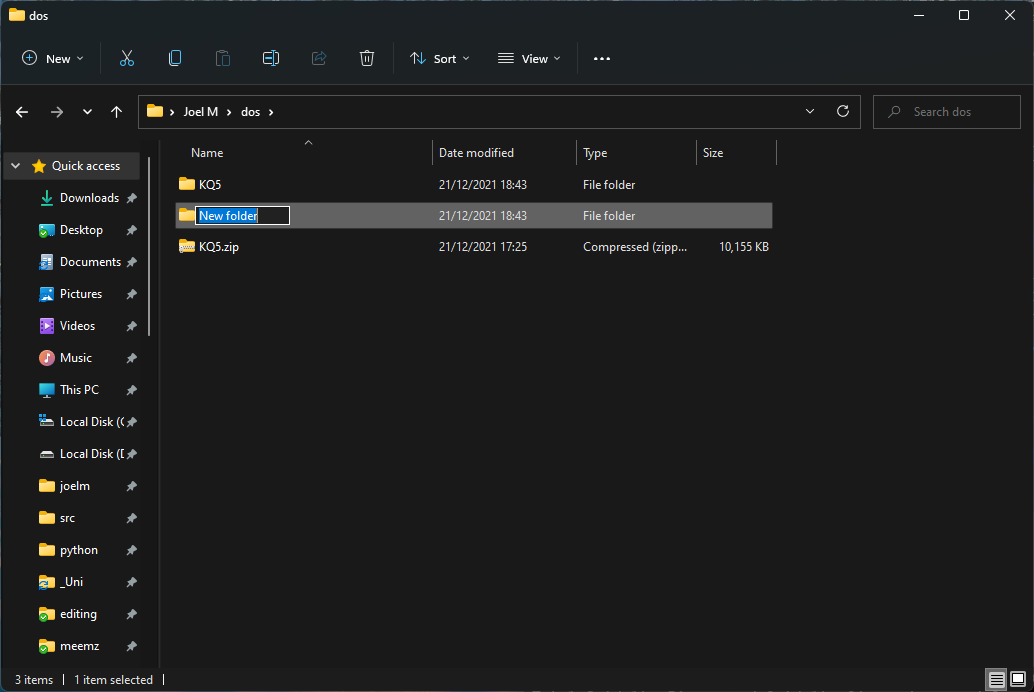 dos
New
Sort
View
Joel M > dos >
Search dos
Name Date modified Type Size
Quick access
Downloads
Desktop
Documents
Pictures
Videos
Music
This PC
Local Disk (C
Local Disk (D
joelm
src
python
_Uni
editing
meemz
KQ5 21/12/2021 18:43 File folder
New folder 21/12/2021 18:43 File folder
KQ5.zip 21/12/2021 17:25 Compressed (zipp... 10,155 KB
3 items 1 item selected